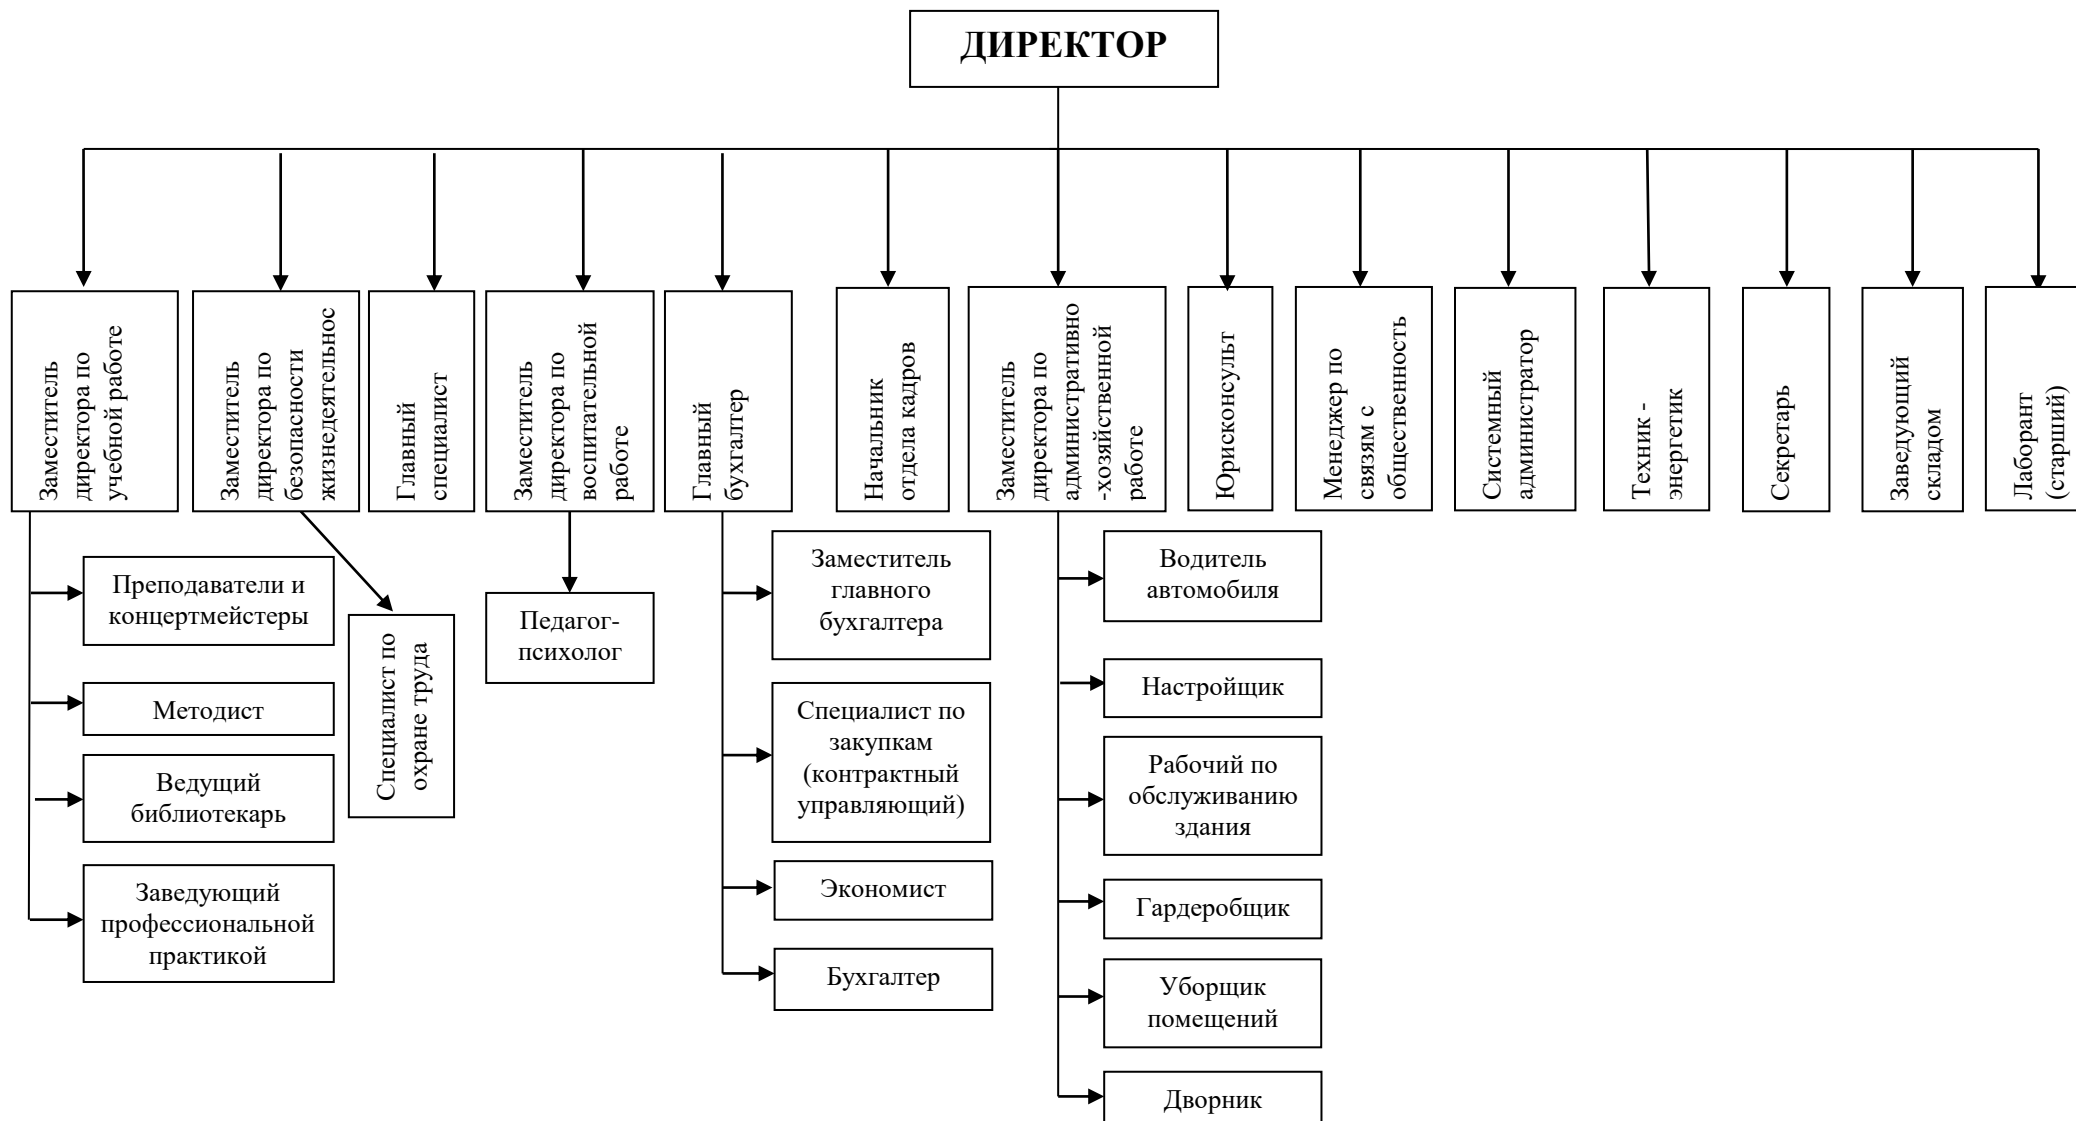 ДИРЕКТОР
Заместитель
директора по
учебной работе
Заместитель
директора по
безопасности
жизнедеятельнос
Главный
специалист
Заместитель
директора по
воспитательной
работе
Главный
бухгалтер
Начальник
отдела кадров
Заместитель
директора по
административно
-хозяйственной
работе
Юрисконсульт
Менеджер по
связям с
общественность
Системный
администратор
Техник -
энергетик
Секретарь
Заведующий
складом
Лаборант
(старший)
Преподаватели и
концертмейстеры
Методист
Ведущий
библиотекарь
Заведующий
профессиональной
практикой
Специалист по
охране труда
Педагог-
психолог
Заместитель
главного
бухгалтера
Специалист по
закупкам
(контрактный
управляющий)
Экономист
Бухгалтер
Водитель
автомобиля
Настройщик
Рабочий по
обслуживанию
здания
Гардеробщик
Уборщик
помещений
Дворник